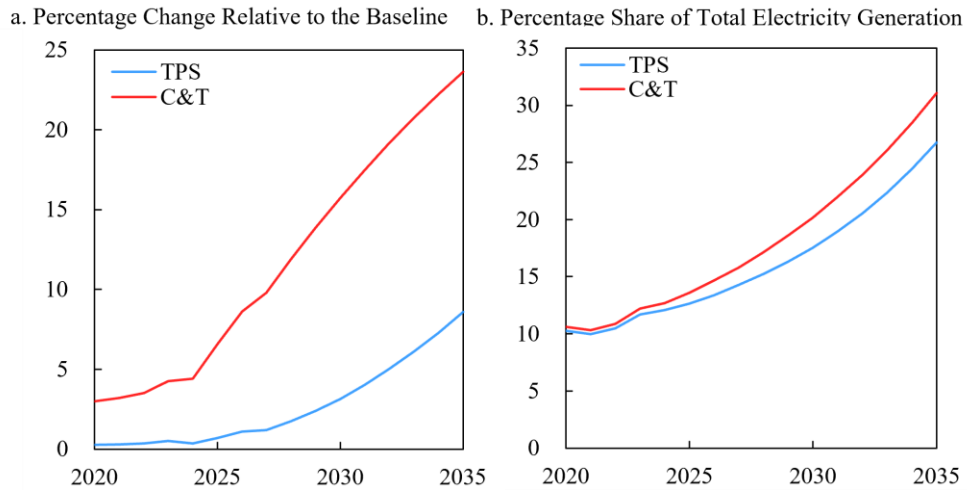 a. Percentage Change Relative to the Baseline
25
20
15
10
5
0
TPS
C&T
2020 2025 2030 2035
b. Percentage Share of Total Electricity Generation
35
30
25
20
15
10
5
0
TPS
C&T
2020 2025 2030 2035